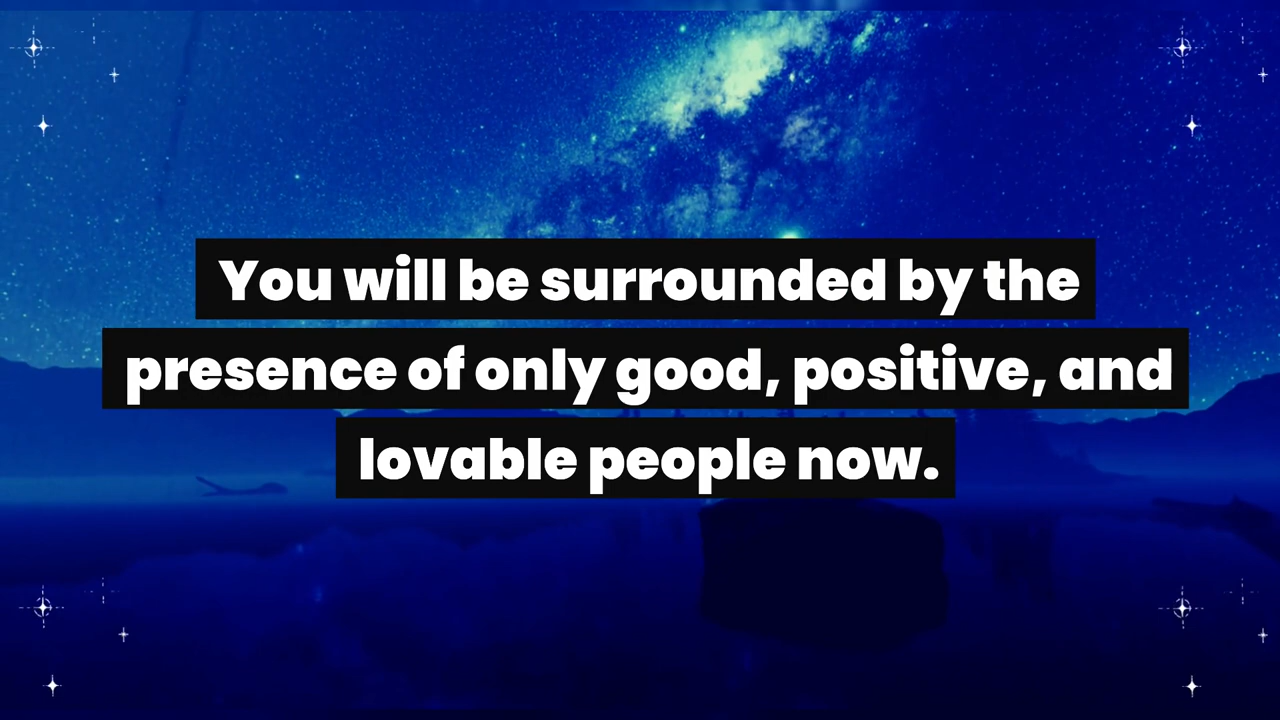 You will be surrounded by the
presence of only good, positive, and
lovable people now.